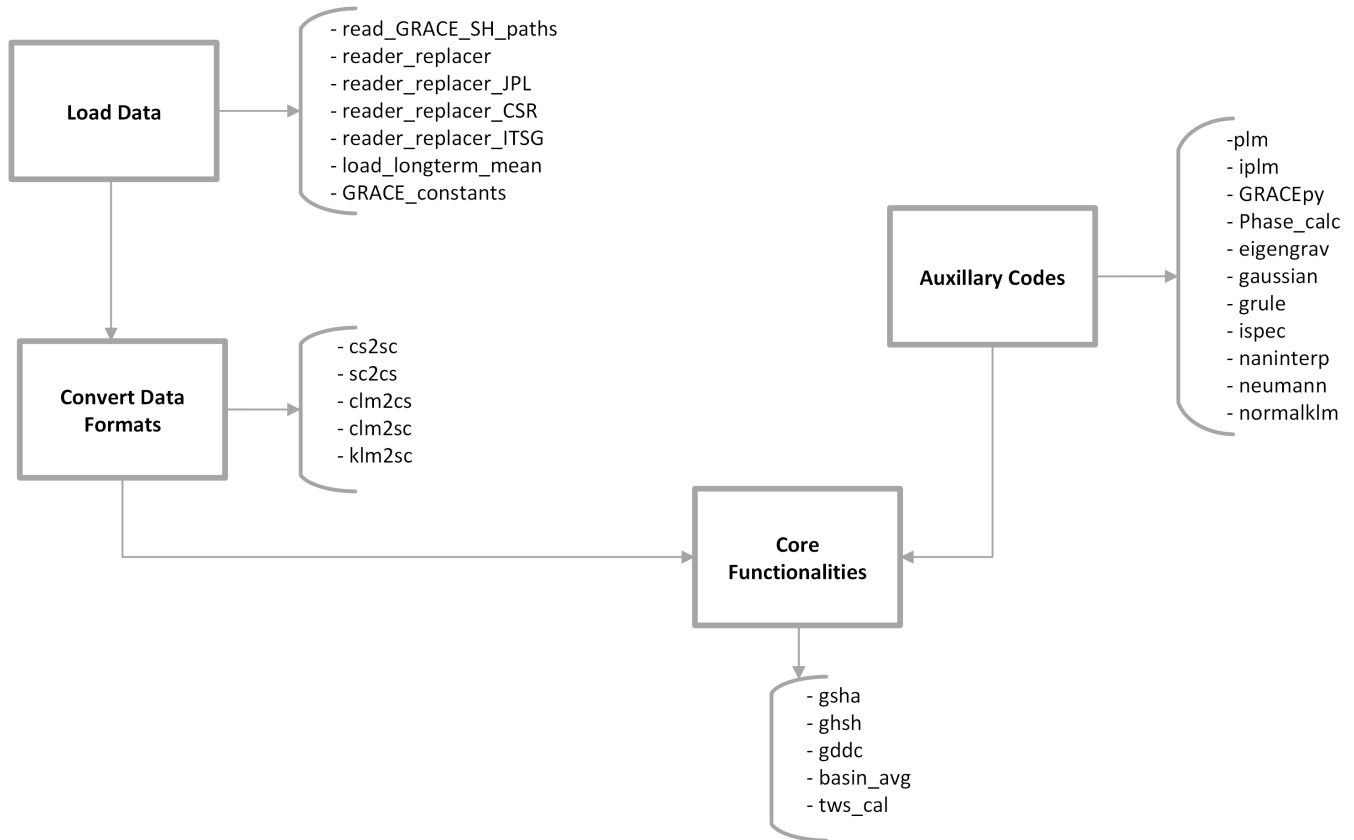 Load Data
- read_GRACE_SH_paths
- reader_replacer
- reader_replacer_JPL
- reader_replacer_CSR
- reader_replacer_ITSG
- load_longterm_mean
- GRACE_constants
Convert Data
Formats
- cs2sc
- sc2cs
- clm2cs
- clm2sc
- klm2sc
Auxillary Codes
-plm
- iplm
- GRACEpy
- Phase_calc
- eigengrav
- gaussian
- grule
- ispec
- naninterp
- neumann
- normalklm
Core
Functionalities
- gsha
- ghsh
- gddc
- basin_avg
- tws_cal